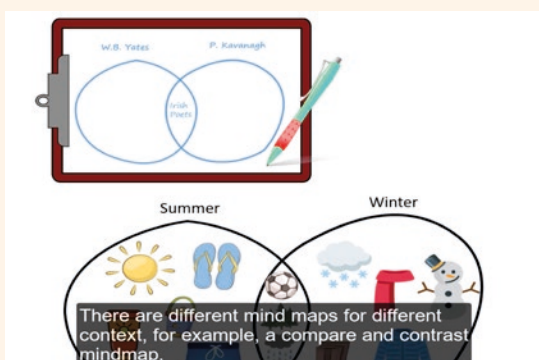 W.B. Yates
P. Kavanagh
Irish
Poets
Summer
Winter
There are different mind maps for different
context, for example, a compare and contrast
mindmap.